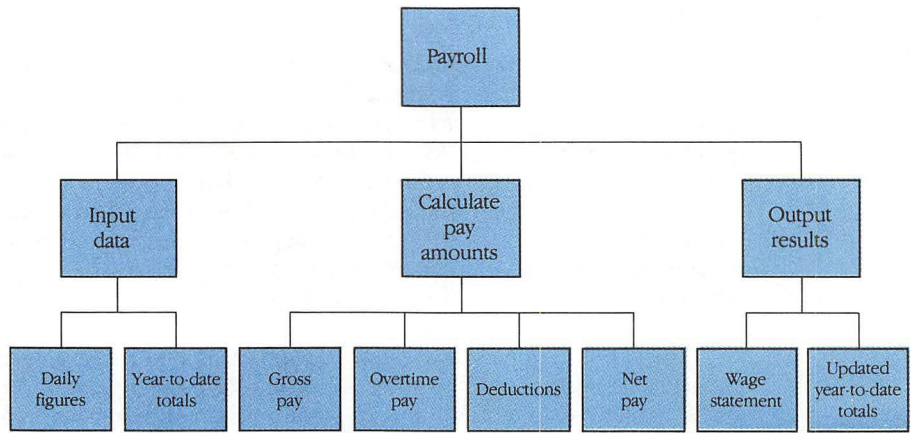 Payroll
Input
data
Calculate
pay
amounts
Output
results
Daily
figures
Year-to-date
totals
Gross
pay
Overtime
pay
Deductions
Net
pay
Wage
statement
Updated
year-to-date
totals